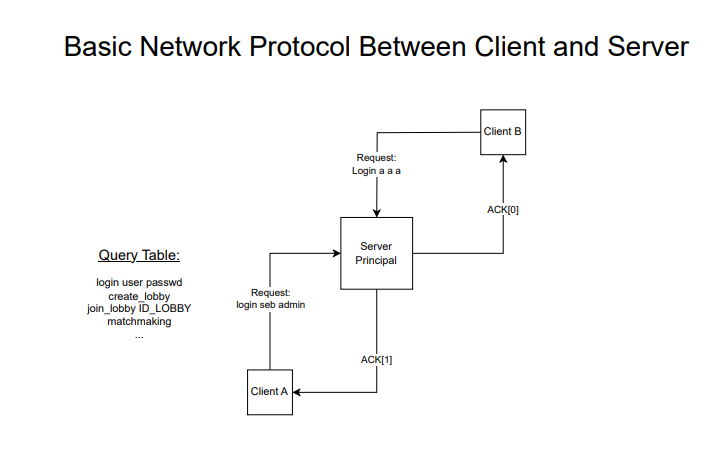 Basic Network Protocol Between Client and Server
Client B
Request:
Login a a a
ACK[0]
Server
Principal
Query Table:
login user passwd
create_lobby
join_lobby ID_LOBBY
matchmaking
...
Request:
login seb admin
ACK[1]
Client A